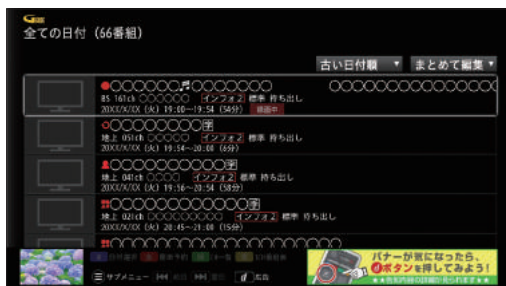 全ての日付 (66番組)
古い日付順 ▼ まとめて編集 ▼
●○○○○○○♬○○○○○○○ ○○○○○○○○○○○○○
BS 161ch ○○○○○○ インフォ2 標準 持ち出し
20XX/X/XX (火) 19:00~19:54 (54分) 録画中
○○○○○○○○○字
地上 051ch ○○○○○○ インフォ2 標準 持ち出し
20XX/X/XX (火) 19:54~20:00 (6分)
○○○○○○○○○○○字
地上 041ch ○○○○ インフォ2 標準 持ち出し
20XX/X/XX (火) 19:56~20:54 (58分)
○○○○○○○○○○○○○字
地上 021ch ○○○○○○○○○ インフォ2 標準 持ち出し
20XX/X/XX (火) 20:45~21:00 (15分)
○○○○○○○○○○○○○○○○○○○○
サブメニュー d 広告
バナーが気になったら、
dボタンを押してみよう!